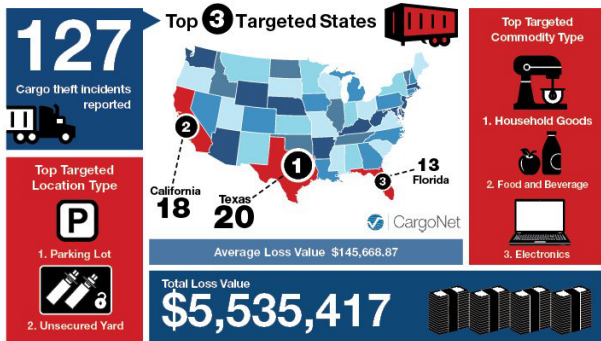 127
Cargo theft incidents
reported
Top 3 Targeted States
2
1
3
California
18
Texas
20
13
Florida
CargoNet
Average Loss Value $145,668.87
Top Targeted
Location Type
P
1. Parking Lot
2. Unsecured Yard
Total Loss Value
$5,535,417
Top Targeted
Commodity Type
1. Household Goods
2. Food and Beverage
3. Electronics